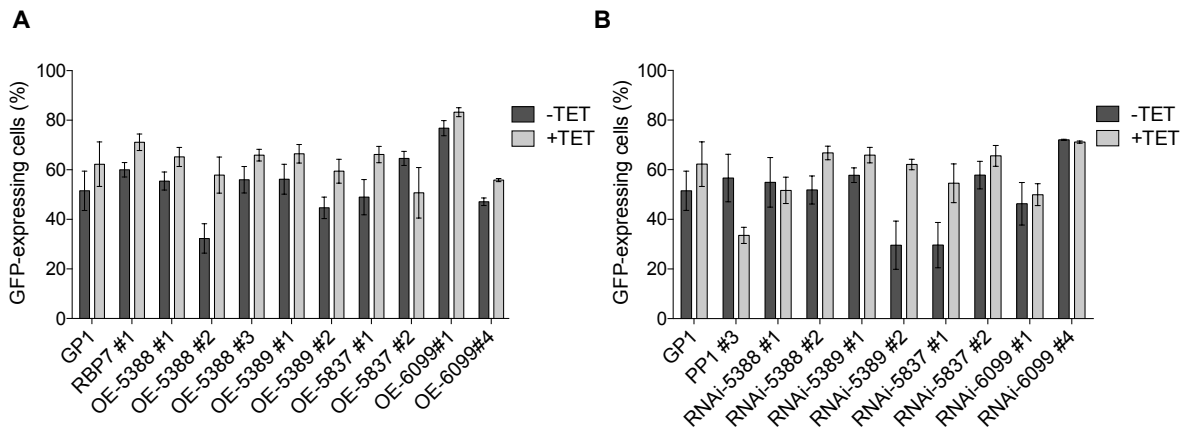 A
GFP-expressing cells (%)
100
80
60
40
20
0
-TET
+TET
GP1
RBP7 #1
OE-5388 #1
OE-5388 #2
OE-5388 #3
OE-5389 #1
OE-5389 #2
OE-5837 #1
OE-5837 #2
OE-6099#1
OE-6099#4
B
GFP-expressing cells (%)
100
80
60
40
20
0
-TET
+TET
GP1
PP1 #3
RNAi-5388 #1
RNAi-5388 #2
RNAi-5389 #1
RNAi-5389 #2
RNAi-5837 #1
RNAi-5837 #2
RNAi-6099 #1
RNAi-6099 #4